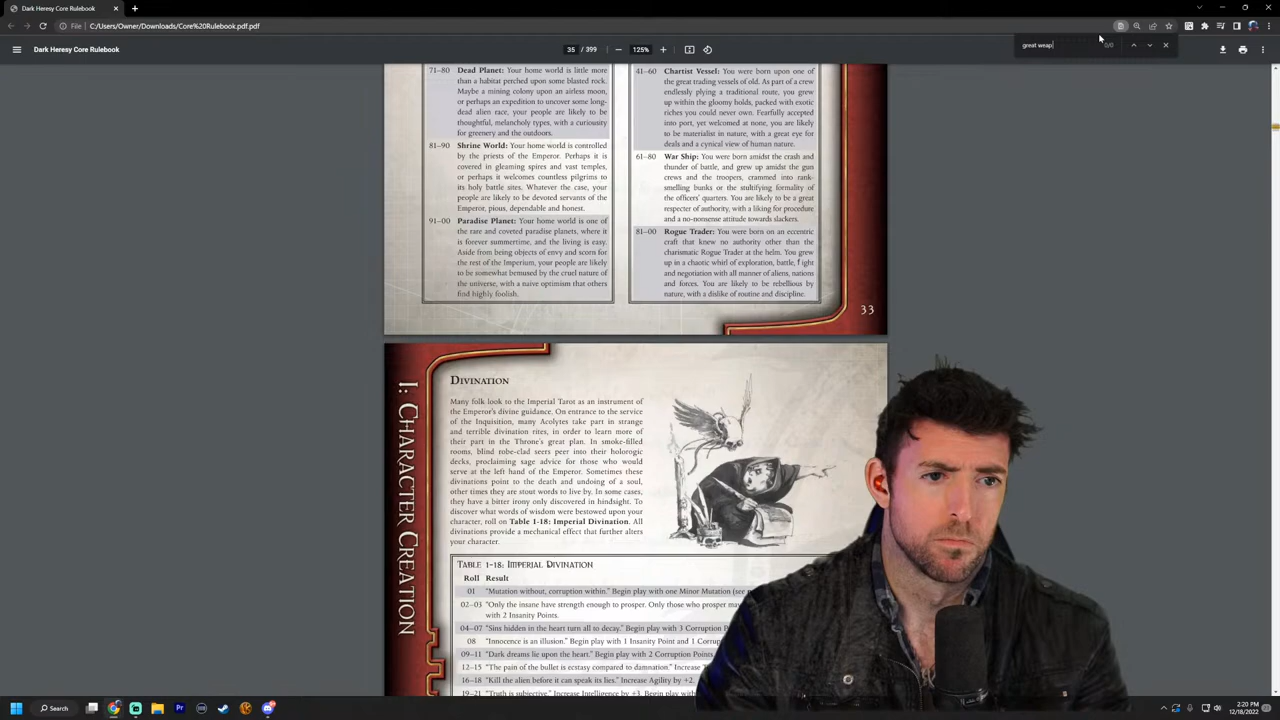 Dark Heresy Core Rulebook
File
C:/Users/Owner/Downloads/Core%20Rulebook.pdf.pdf
great weap
0/0
Dark Heresy Core Rulebook
35 / 399
125%
71–80 Dead Planet: Your home world is little more
than a habitat perched upon some blasted rock.
Maybe a mining colony upon an airless moon,
or perhaps an expedition to uncover some long-
dead alien race, your people are likely to be
thoughtful, melancholy types, with a curiosity
for greenery and the outdoors.
81–90 Shrine World: Your home world is controlled
by the priests of the Emperor. Perhaps it is
covered in gleaming spires and vast temples,
or perhaps it welcomes countless pilgrims to
its holy battle sites. Whatever the case, your
people are likely to be devoted servants of the
Emperor, pious, dependable and honest.
91–00 Paradise Planet: Your home world is one of
the rare and coveted paradise planets, where it
is forever summertime, and the living is easy.
Aside from being objects of envy and scorn for
the rest of the Imperium, your people are likely
to be somewhat bemused by the cruel nature of
the universe, with a naive optimism that others
find highly foolish.
41–60 Chartist Vessel: You were born upon one of
the great trading vessels of old. As part of a crew
endlessly plying a traditional route, you grew
up within the gloomy holds, packed with exotic
riches you could never own. Fearfully accepted
into port, yet welcomed at none, you are likely
to be materialist in nature, with a great eye for
deals and a cynical view of human nature.
61–80 War Ship: You were born amidst the crash and
thunder of battle, and grew up amidst the gun
crews and the troopers, crammed into rank-
smelling bunks or the stultifying formality of
the officers' quarters. You are likely to be a great
respecter of authority, with a liking for procedure
and a no-nonsense attitude towards slackers.
81–00 Rogue Trader: You were born on an eccentric
craft that knew no authority other than the
charismatic Rogue Trader at the helm. You grew
up in a chaotic whirl of exploration, battle, fight
and negotiation with all manner of aliens, nations
and forces. You are likely to be rebellious by
nature, with a dislike of routine and discipline.
33
I: Character Creation
Divination
Many folk look to the Imperial Tarot as an instrument of
the Emperor's divine guidance. On entrance to the service
of the Inquisition, many Acolytes take part in strange
and terrible divination rites, in order to learn more of
their part in the Throne's great plan. In smoke-filled
rooms, blind robe-clad seers peer into their holorogic
decks, proclaiming sage advice for those who would
serve at the left hand of the Emperor. Sometimes these
divinations point to the death and undoing of a soul,
other times they are stout words to live by. In some cases,
they have a bitter irony only discovered in hindsight. To
discover what words of wisdom were bestowed upon your
character, roll on Table 1-18: Imperial Divination. All
divinations provide a mechanical effect that further alters
your character.
Table 1-18: Imperial Divination
Roll Result
01 "Mutation without, corruption within." Begin play with one Minor Mutation (see
02–03 "Only the insane have strength enough to prosper. Only those who prosper may
with 2 Insanity Points.
04–07 "Sins hidden in the heart turn all to decay." Begin play with 3 Corruption
08 "Innocence is an illusion." Begin play with 1 Insanity Point and 1
09–11 "Dark dreams lie upon the heart." Begin play with 2 Corruption Points.
12–15 "The pain of the bullet is ecstasy compared to damnation." Increase
16–18 "Kill the alien before it can speak its lies." Increase Agility by +2.
19–21 "Truth is subjective." Increase Intelligence by +3. Begin play with
Search
2:20 PM
12/18/2022